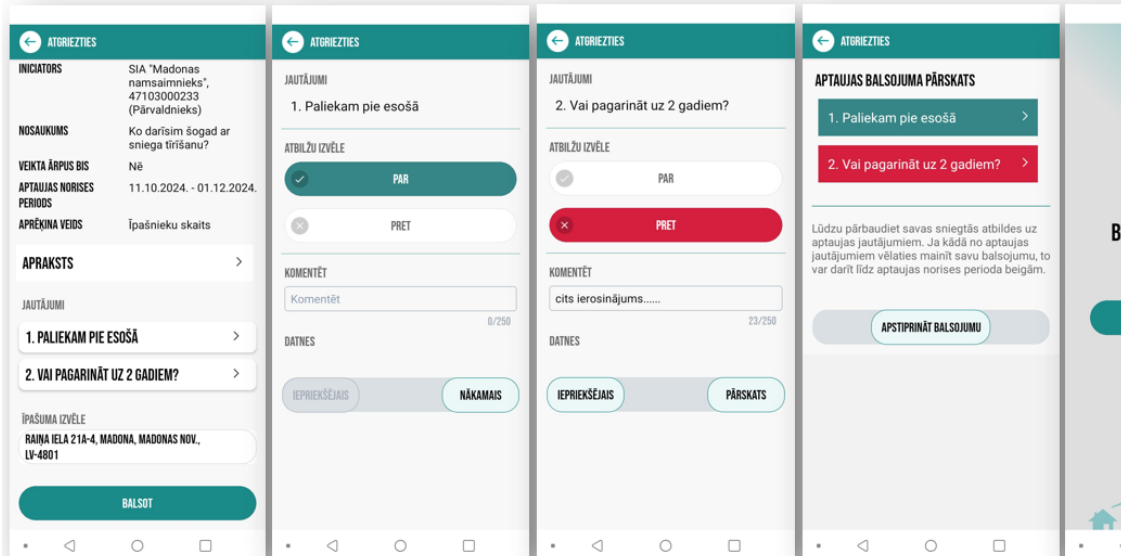 ATGRIEZTIES
INICIATORS
SIA "Madonas
namsaimnieks",
47103000233
(Pārvaldnieks)
NOSAUKUMS
Ko darīsim šogad ar
sniega tīrīšanu?
VEIKTA ĀRPUS BIS
Nē
APTAUJAS NORISES
PERIODS
11.10.2024. - 01.12.2024.
APRĒĶINA VEIDS
Īpašnieku skaits
APRAKSTS
JAUTĀJUMI
1. PALIEKAM PIE ESOŠĀ
2. VAI PAGARINĀT UZ 2 GADIEM?
ĪPAŠUMA IZVĒLE
RAIŅA IELA 21A-4, MADONA, MADONAS NOV.,
LV-4801
BALSOT
ATGRIEZTIES
JAUTĀJUMI
1. Paliekam pie esošā
ATBILŽU IZVĒLE
PAR
PRET
KOMENTĒT
Komentēt
0/250
DATNES
IEPRIEKŠĒJAIS
NĀKAMAIS
ATGRIEZTIES
JAUTĀJUMI
2. Vai pagarināt uz 2 gadiem?
ATBILŽU IZVĒLE
PAR
PRET
KOMENTĒT
cits ierosinājums......
23/250
DATNES
IEPRIEKŠĒJAIS
PĀRSKATS
ATGRIEZTIES
APTAUJAS BALSOJUMA PĀRSKATS
1. Paliekam pie esošā
2. Vai pagarināt uz 2 gadiem?
Lūdzu pārbaudiet savas sniegtās atbildes uz
aptaujas jautājumiem. Ja kādā no aptaujas
jautājumiem vēlaties mainīt savu balsojumu, to
var darīt līdz aptaujas norises perioda beigām.
APSTIPRINĀT BALSOJUMU